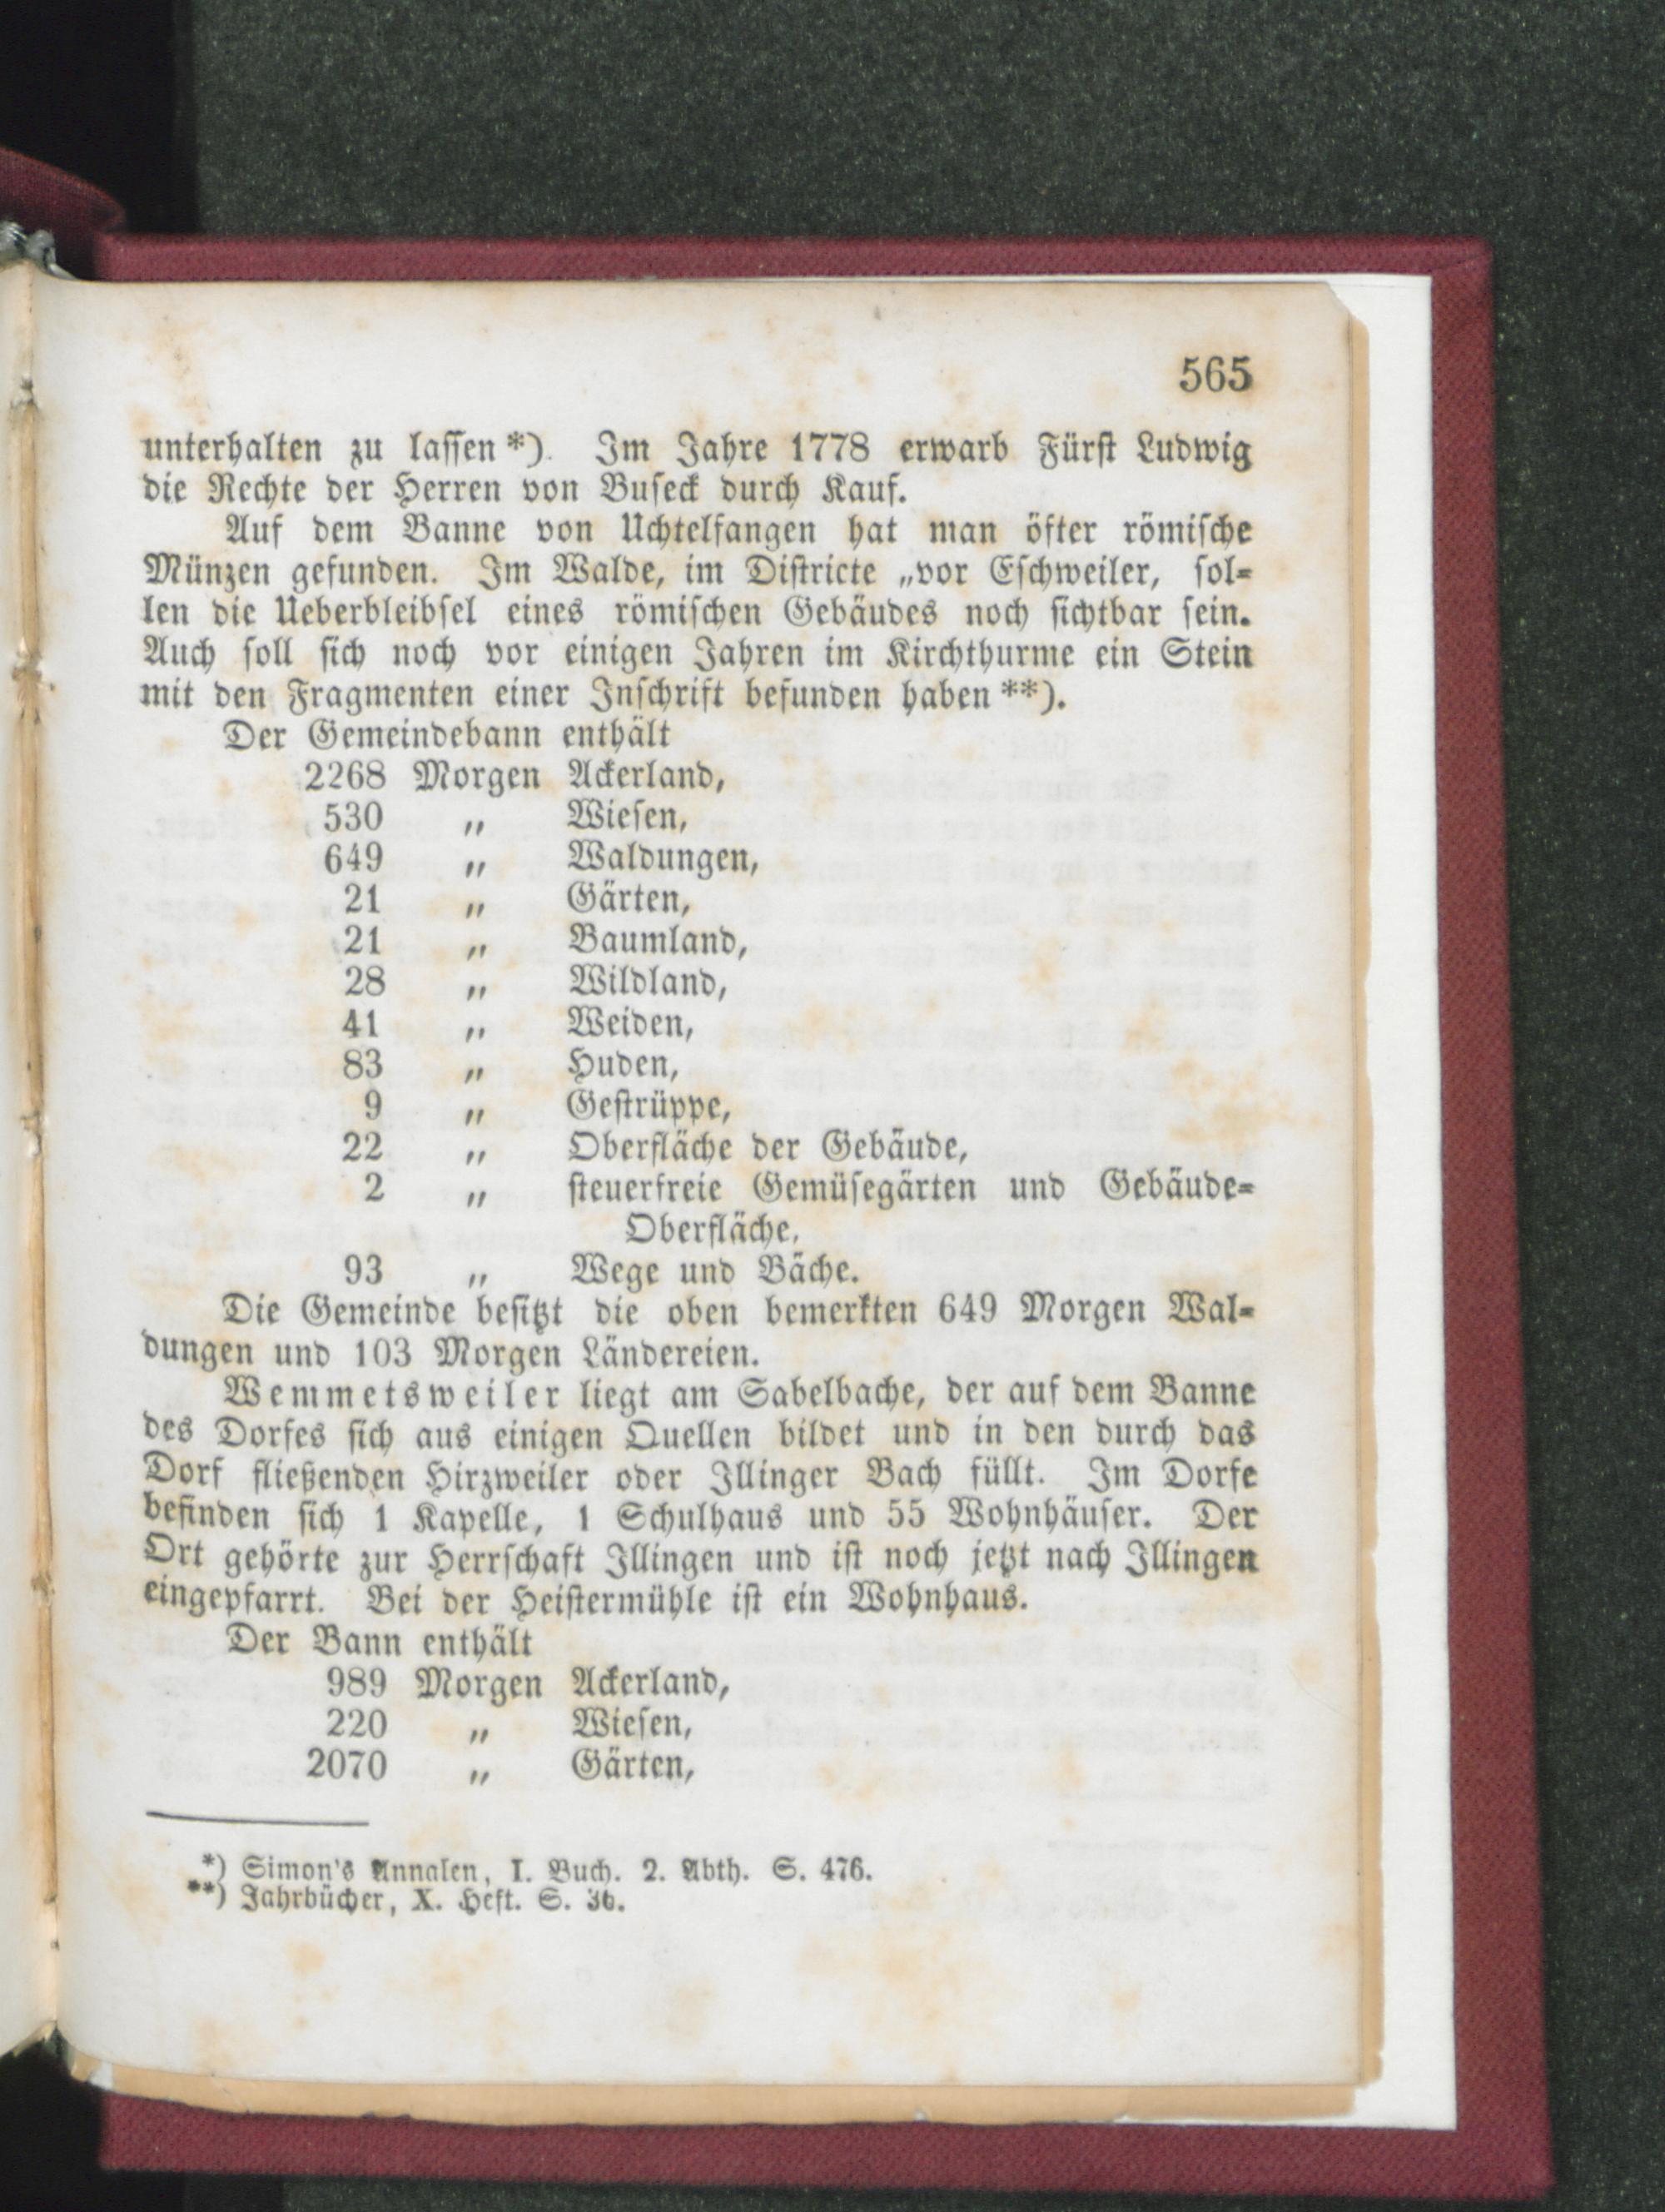 565
unterhalten zu lassen *). Im Jahre 1778 erwarb Fürst Ludwig
die Rechte der Herren von Buseck durch Kauf.
Auf dem Banne von Uchtelfangen hat man öfter römische
Münzen gefunden. Im Walde, im Districte „vor Eschweiler, sol=
len die Ueberbleibsel eines römischen Gebäudes noch sichtbar sein.
Auch soll sich noch vor einigen Jahren im Kirchthurme ein Stein
mit den Fragmenten einer Inschrift befunden haben **).
Der Gemeindebann enthält
2268 Morgen Ackerland,
530 „ Wiesen,
649 „ Waldungen,
21 „ Gärten,
21 „ Baumland,
28 „ Wildland,
41 „ Weiden,
83 „ Huden,
9 „ Gestrüppe,
22 „ Oberfläche der Gebäude,
2 „ steuerfreie Gemüsegärten und Gebäude=
Oberfläche,
93 „ Wege und Bäche.
Die Gemeinde besitzt die oben bemerkten 649 Morgen Wal=
dungen und 103 Morgen Ländereien.
Wemmetsweiler liegt am Sabelbache, der auf dem Banne
des Dorfes sich aus einigen Quellen bildet und in den durch das
Dorf fließenden Hirzweiler oder Illinger Bach füllt. Im Dorfe
befinden sich 1 Kapelle, 1 Schulhaus und 55 Wohnhäuser. Der
Ort gehörte zur Herrschaft Illingen und ist noch jetzt nach Illingen
eingepfarrt. Bei der Heistermühle ist ein Wohnhaus.
Der Bann enthält
989 Morgen Ackerland,
220 „ Wiesen,
2070 „ Gärten,
*) Simon's Annalen, I. Buch. 2. Abth. S. 476.
**) Jahrbücher, X. Heft. S. 36.